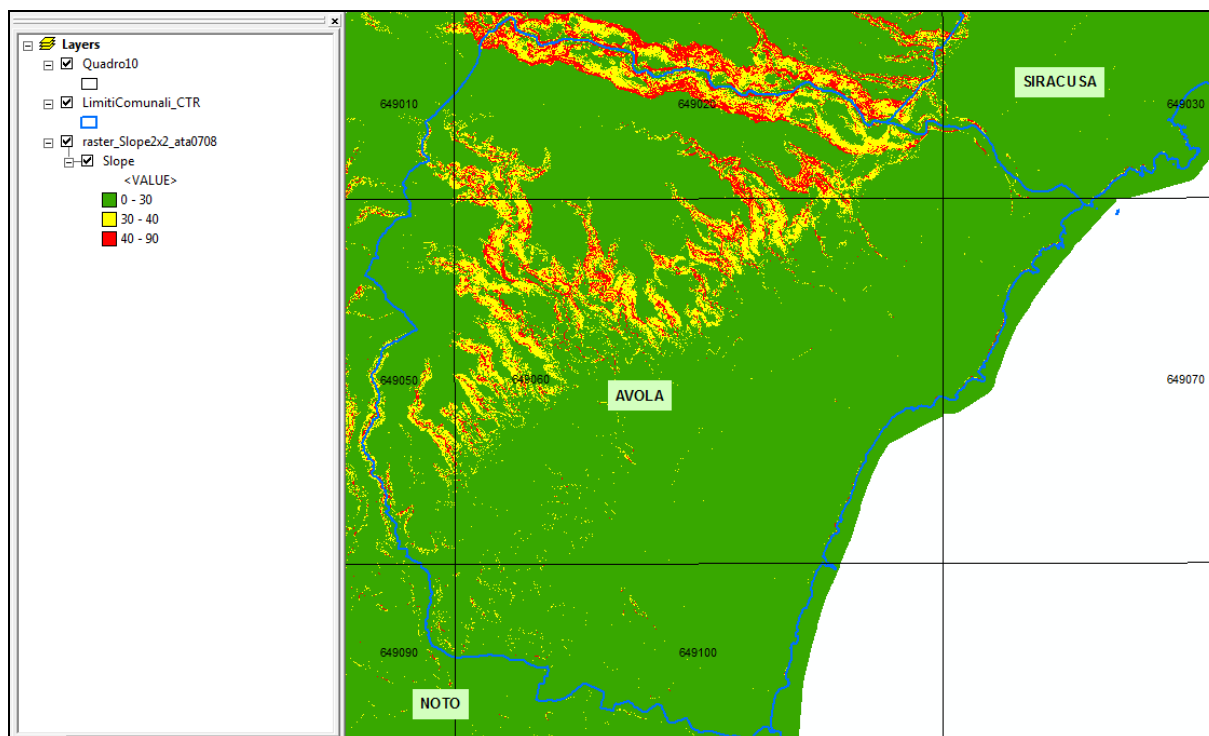 Layers
Quadro10
LimitiComunali_CTR
raster_Slope2x2_ata0708
Slope
<VALUE>
0 - 30
30 - 40
40 - 90
SIRACUSA
649010
649020
649030
649050
649060
649070
AVOLA
649090
649100
NOTO